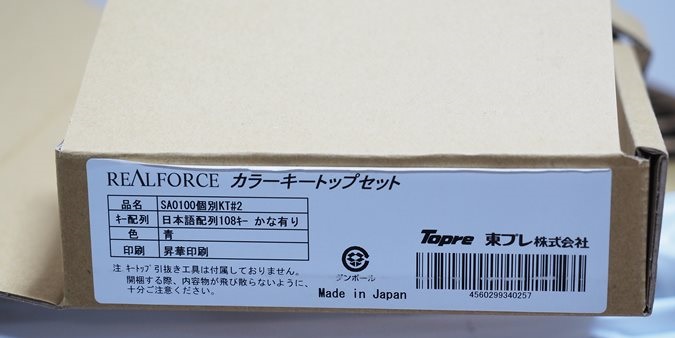 REALFORCE カラーキートップセット
品名 SA0100個別KT#2
ｷｰ配列 日本語配列108ｷｰ かな有り
色 青
印刷 昇華印刷
注 ｷｰﾄｯﾌﾟ引抜き工具は付属しておりません。
開梱する際、内容物が飛び散らないように、
十分ご注意ください。
ダンボール
Made in Japan
Topre 東プレ株式会社
4560299340257